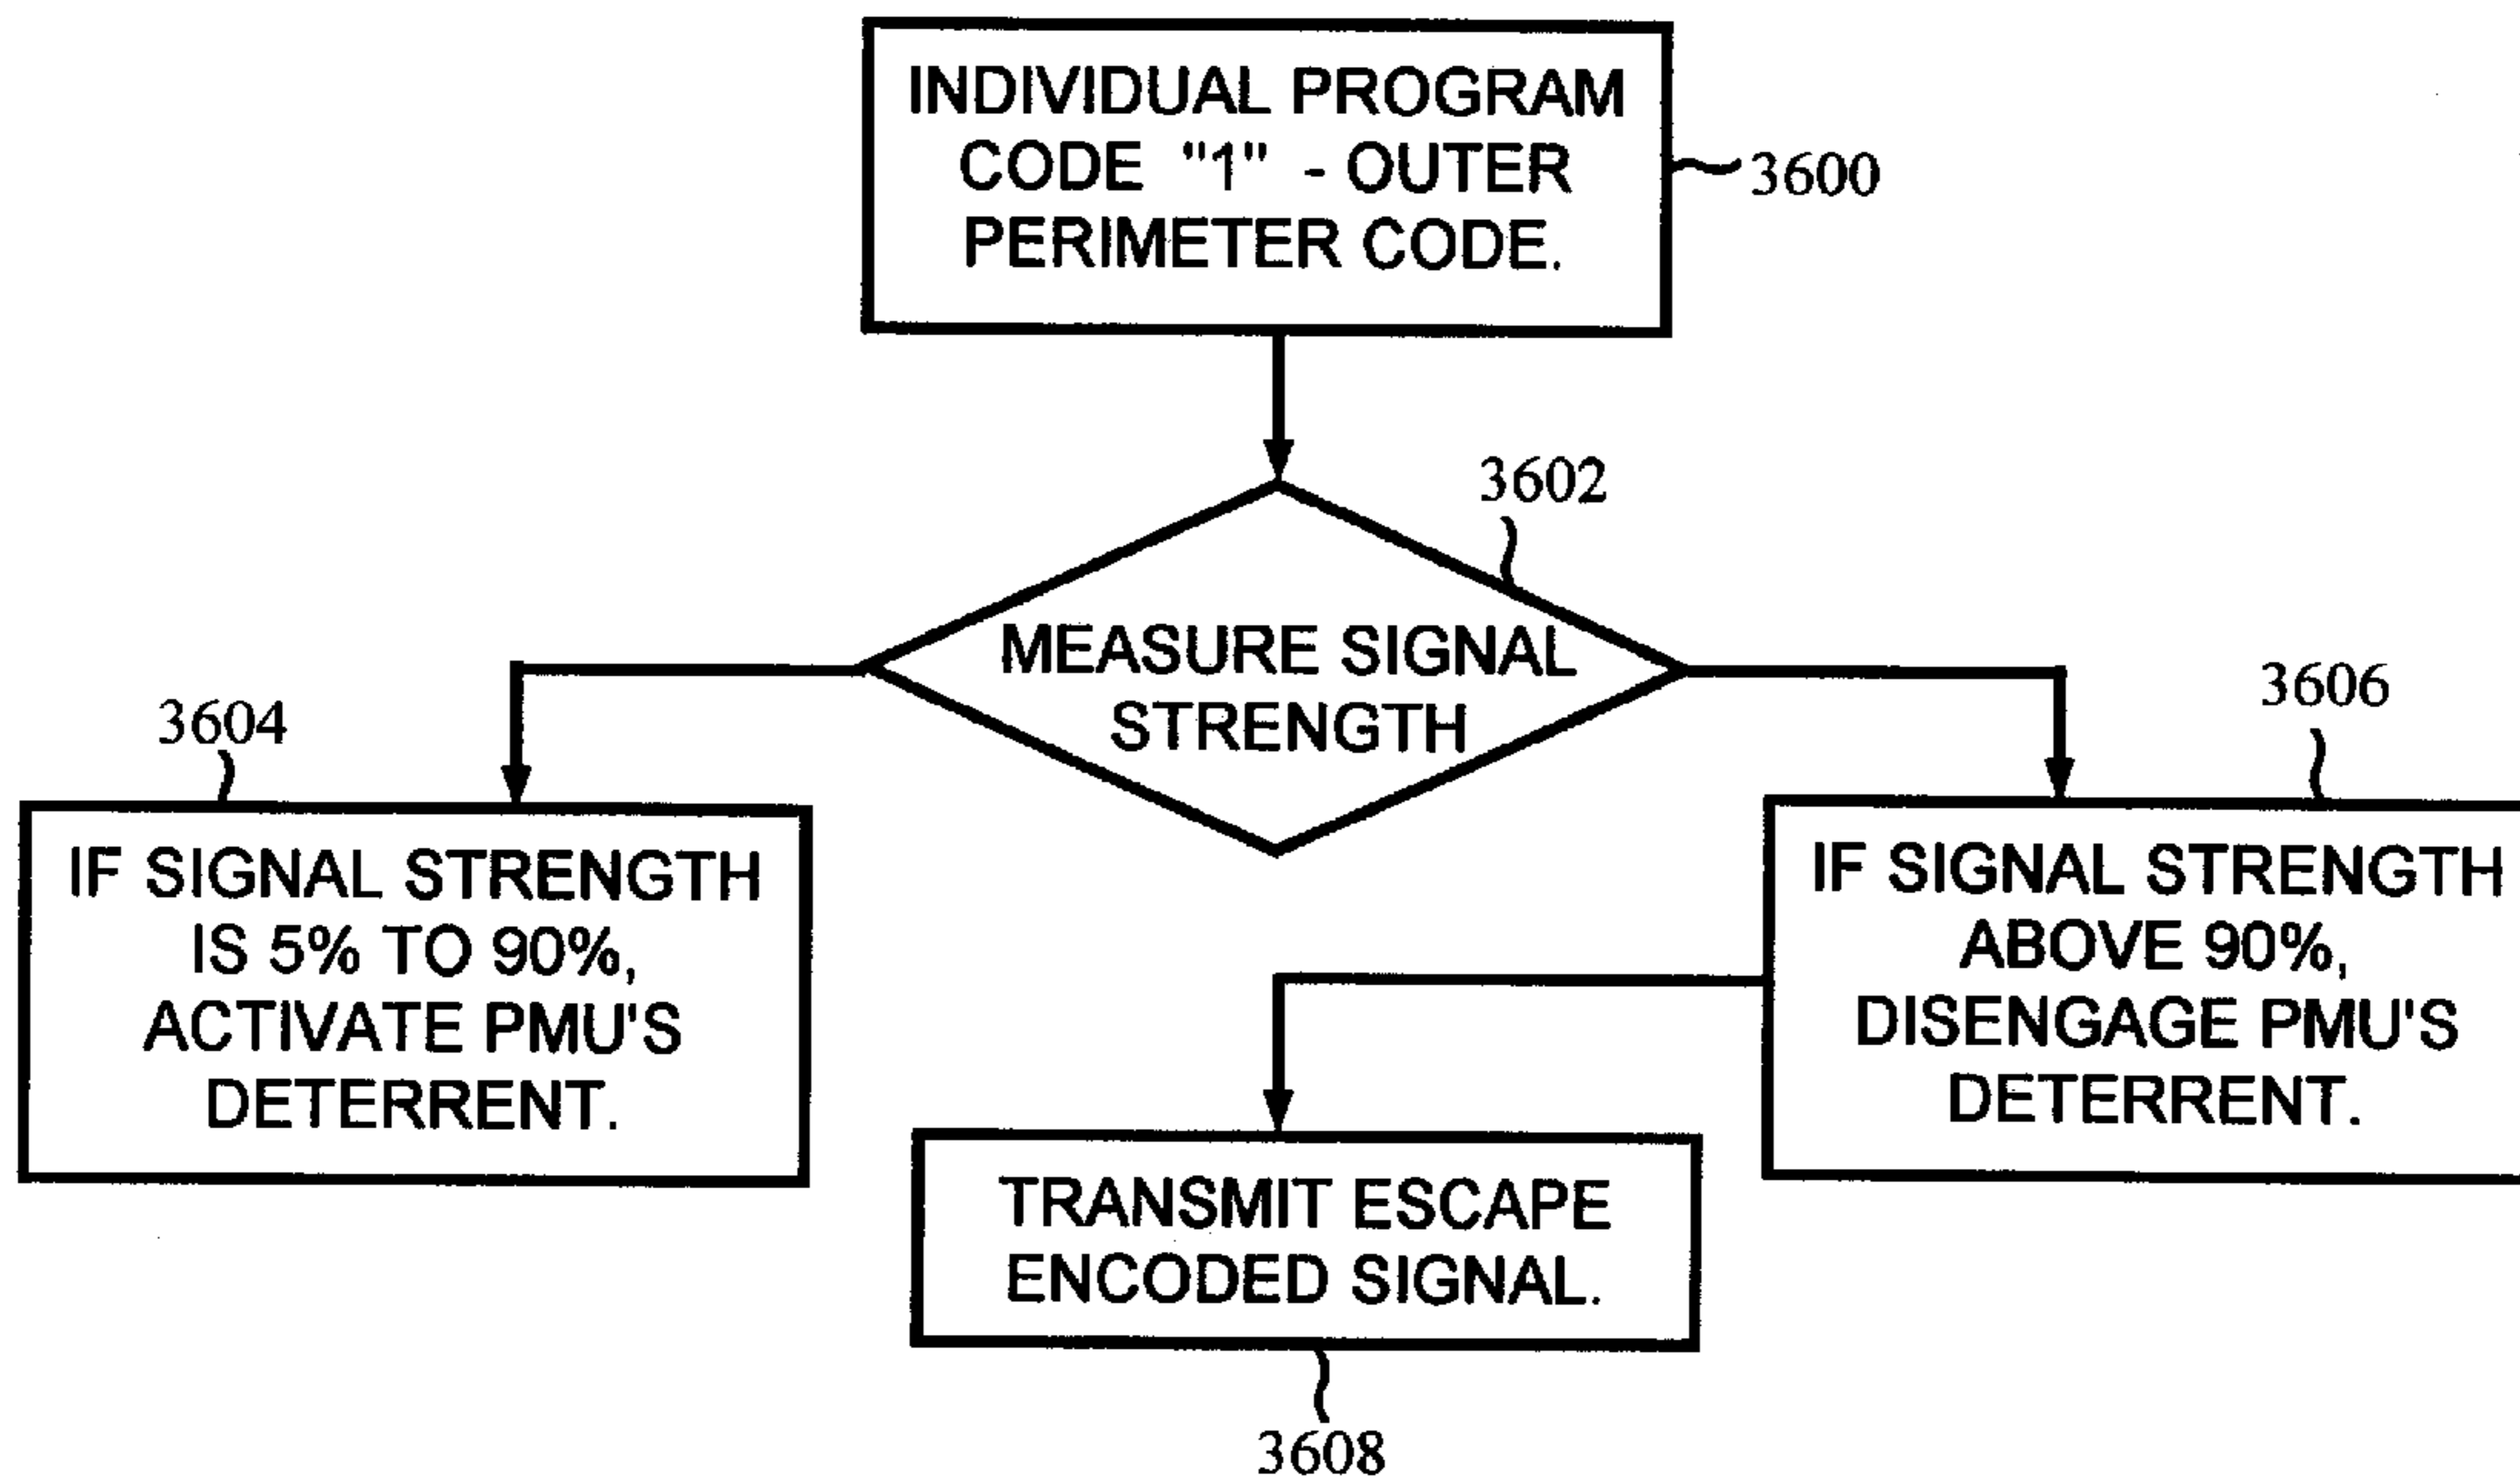 INDIVIDUAL PROGRAM
CODE "1" - OUTER
PERIMETER CODE.
3600
3602
MEASURE SIGNAL
STRENGTH
3604
IF SIGNAL STRENGTH
IS 5% TO 90%,
ACTIVATE PMU'S
DETERRENT.
3606
IF SIGNAL STRENGTH
ABOVE 90%,
DISENGAGE PMU'S
DETERRENT.
TRANSMIT ESCAPE
ENCODED SIGNAL.
3608